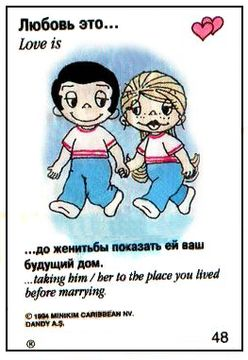 Любовь это...
Love is
...до женитьбы показать ей ваш
будущий дом.
...taking him / her to the place you lived
before marrying.
© 1994 MINIKIM CARIBBEAN NV.
DANDY A.Ş.
®
48